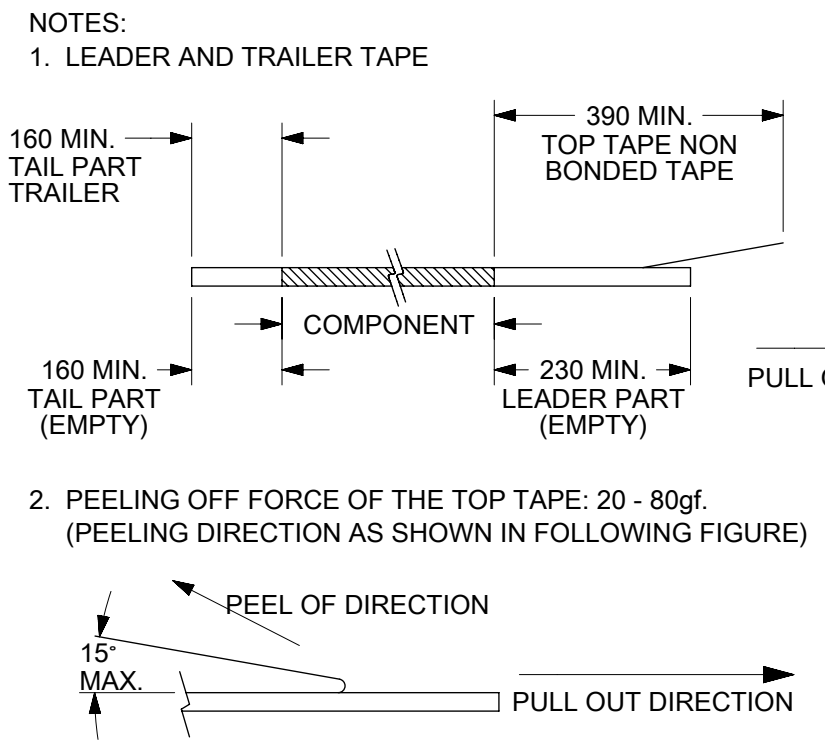 NOTES:
1. LEADER AND TRAILER TAPE
160 MIN.
TAIL PART
TRAILER
390 MIN.
TOP TAPE NON
BONDED TAPE
COMPONENT
160 MIN.
TAIL PART
(EMPTY)
230 MIN.
LEADER PART
(EMPTY)
PULL
2. PEELING OFF FORCE OF THE TOP TAPE: 20 - 80gf.
(PEELING DIRECTION AS SHOWN IN FOLLOWING FIGURE)
PEEL OF DIRECTION
15°
MAX.
PULL OUT DIRECTION